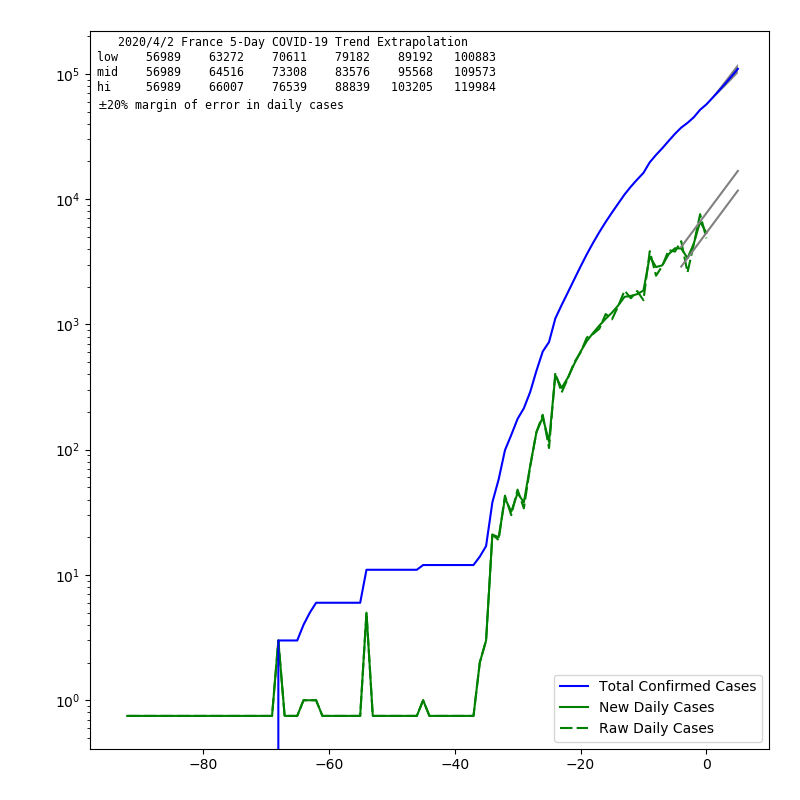 2020/4/2 France 5-Day COVID-19 Trend Extrapolation
low 56989 63272 70611 79182 89192 100883
mid 56989 64516 73308 83576 95568 109573
hi 56989 66007 76539 88839 103205 119984
±20% margin of error in daily cases
10⁵
10⁴
10³
10²
10¹
10⁰
−80 −60 −40 −20 0
Total Confirmed Cases
New Daily Cases
Raw Daily Cases